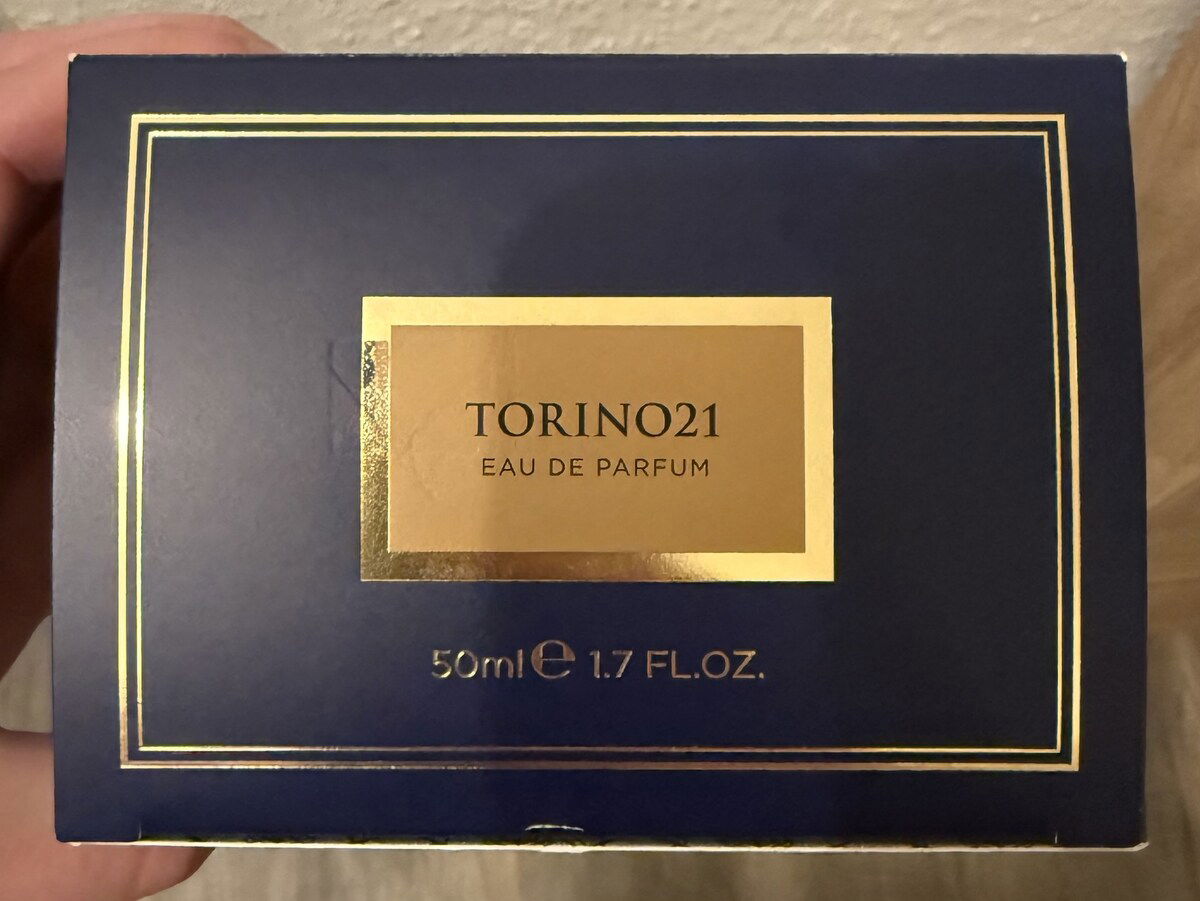 TORINO21
EAU DE PARFUM
50ml℮ 1.7 FL.OZ.